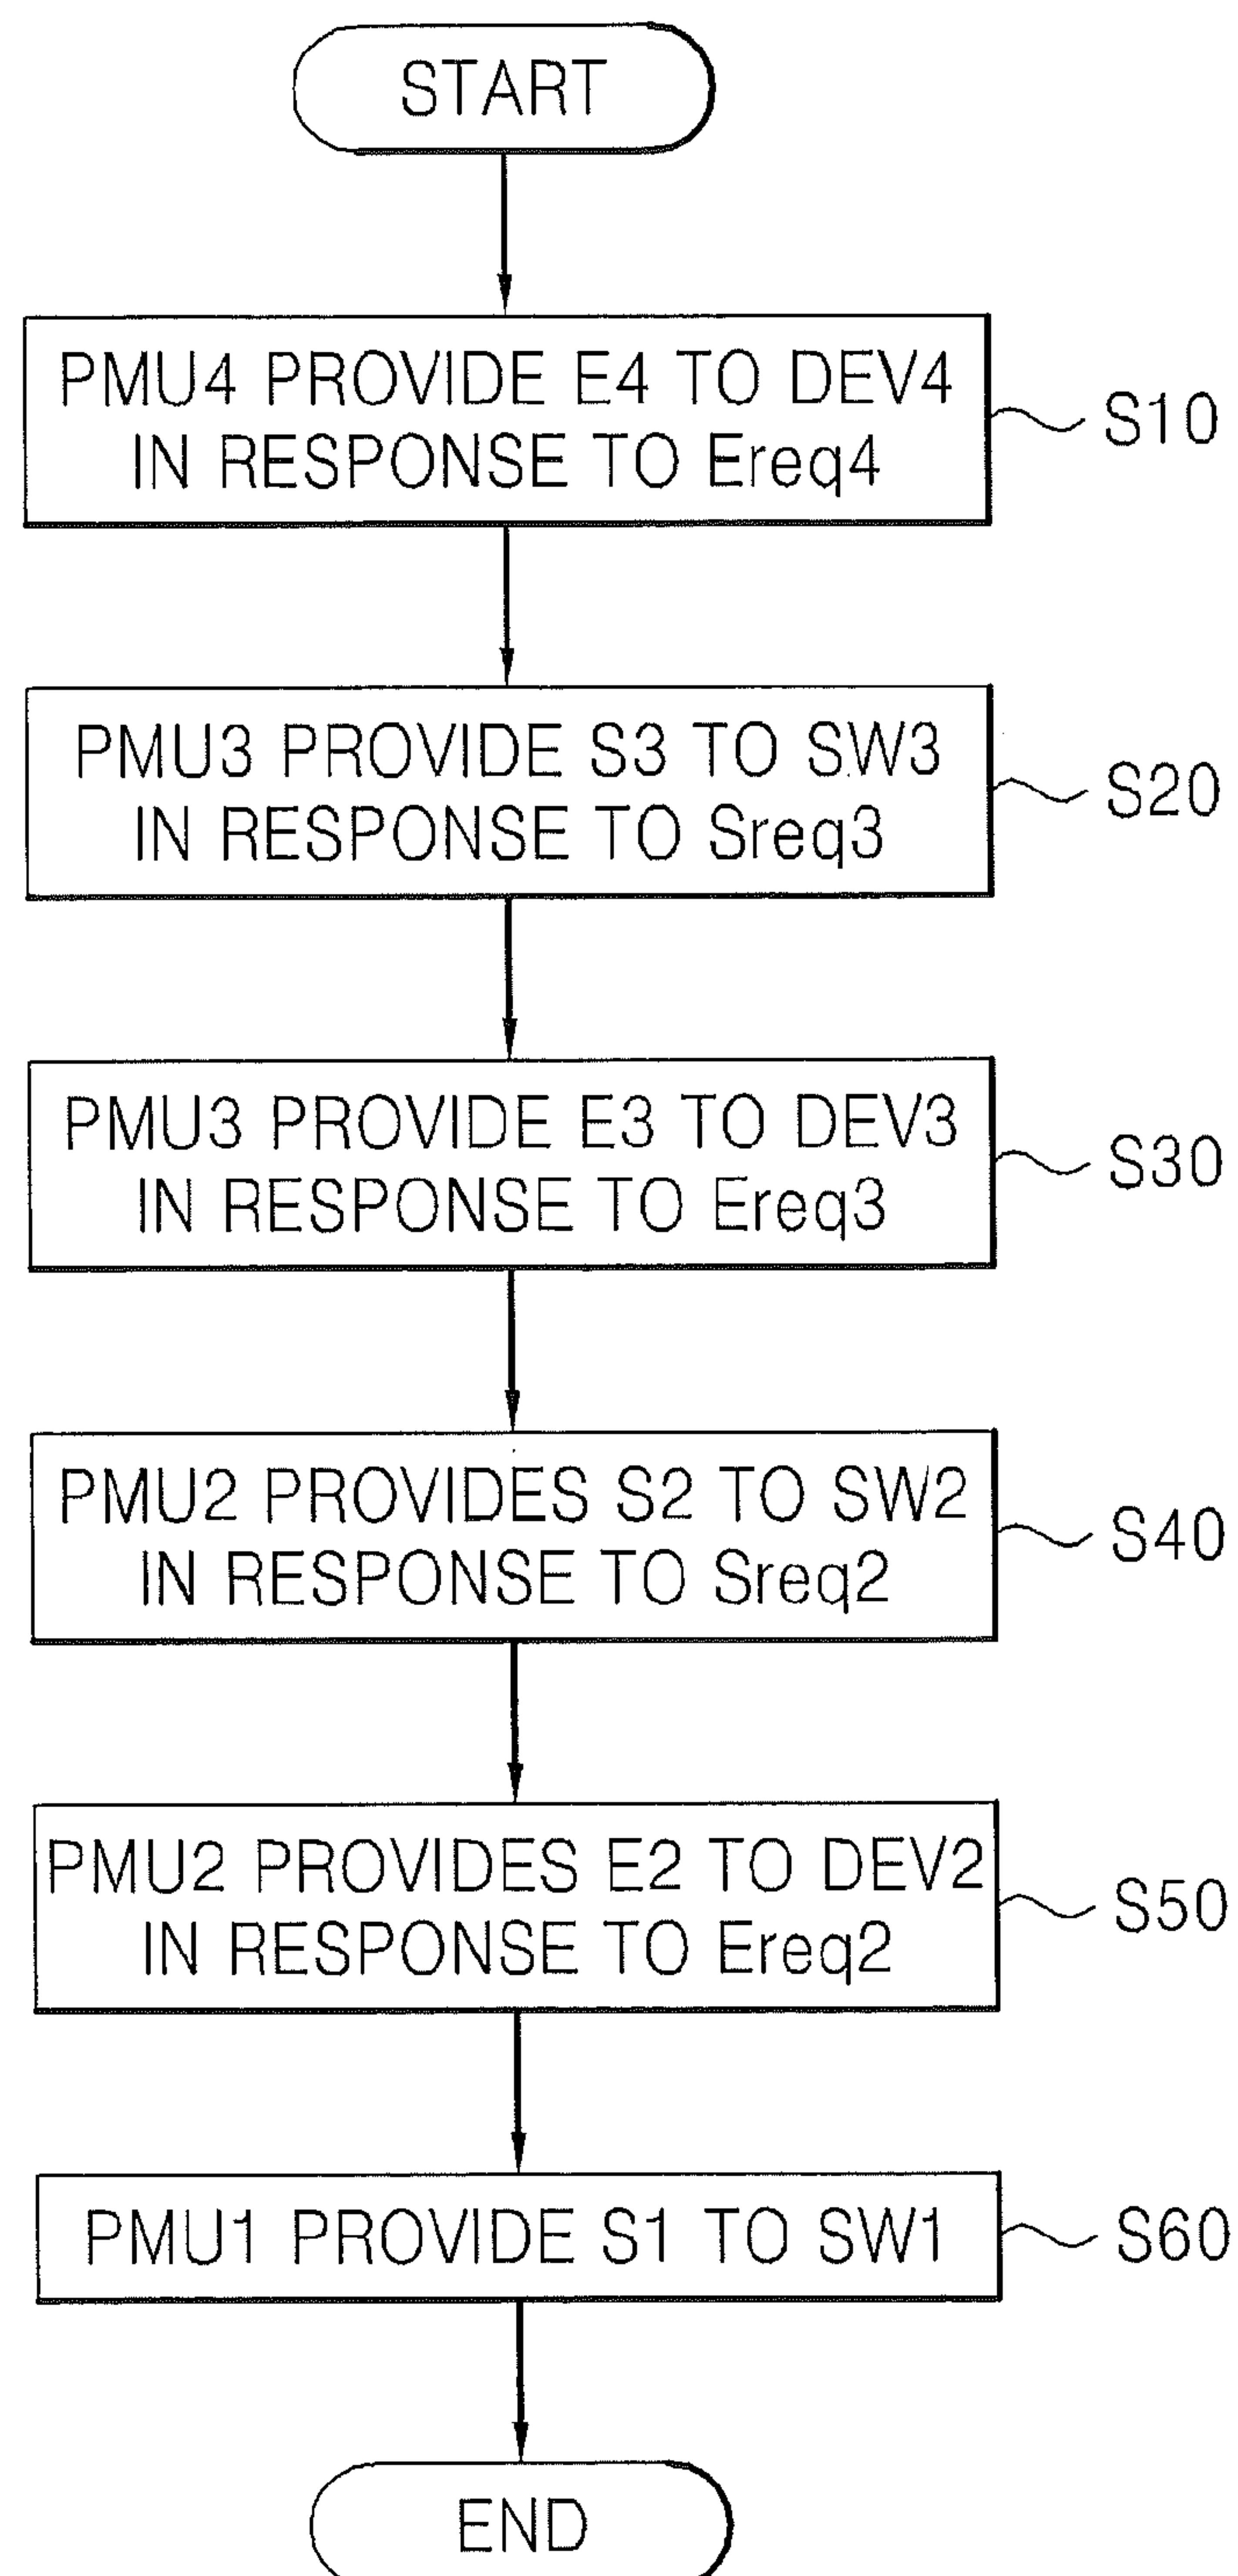 START
PMU4 PROVIDE E4 TO DEV4
IN RESPONSE TO Ereq4
S10
PMU3 PROVIDE S3 TO SW3
IN RESPONSE TO Sreq3
S20
PMU3 PROVIDE E3 TO DEV3
IN RESPONSE TO Ereq3
S30
PMU2 PROVIDES S2 TO SW2
IN RESPONSE TO Sreq2
S40
PMU2 PROVIDES E2 TO DEV2
IN RESPONSE TO Ereq2
S50
PMU1 PROVIDE S1 TO SW1
S60
END